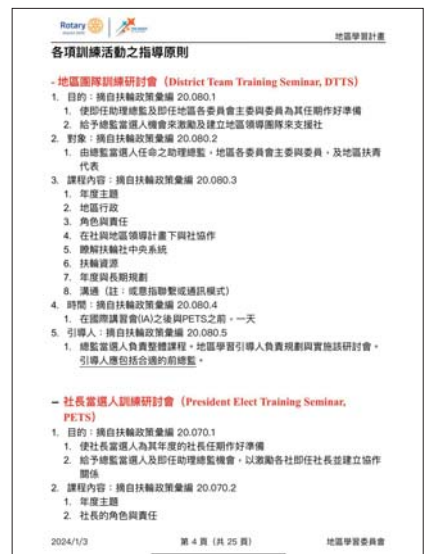 Rotary
地區學習計畫
各項訓練活動之指導原則
- 地區團隊訓練研討會（District Team Training Seminar, DTTS）
1. 目的：摘自扶輪政策彙編 20.080.1
1. 使即任助理總監及即任地區各委員會主委與委員為其任期作好準備
2. 給予總監當選人機會來激勵及建立地區領導團隊來支援社
2. 對象：摘自扶輪政策彙編 20.080.2
1. 由總監當選人任命之助理總監，地區各委員會主委與委員，及地區扶青
代表
3. 課程內容：摘自扶輪政策彙編 20.080.3
1. 年度主題
2. 地區行政
3. 角色與責任
4. 在社與地區領導計畫下與社協作
5. 瞭解扶輪社中央系統
6. 扶輪資源
7. 年度與長期規劃
8. 溝通（註：或意指聯繫或通訊模式）
4. 時間：摘自扶輪政策彙編 20.080.4
1. 在國際講習會(IA)之後與PETS之前，一天
5. 引導人：摘自扶輪政策彙編 20.080.5
1. 總監當選人負責整體課程。地區學習引導人負責規劃與實施該研討會。
引導人應包括合適的前總監。
– 社長當選人訓練研討會（President Elect Training Seminar,
PETS）
1. 目的：摘自扶輪政策彙編 20.070.1
1. 使社長當選人為其年度的社長任期作好準備
2. 給予總監當選人及即任助理總監機會，以激勵各社即任社長並建立協作
關係
2. 課程內容：摘自扶輪政策彙編 20.070.2
1. 年度主題
2. 社長的角色與責任
2024/1/3
第 4 頁（共 25 頁）
地區學習委員會